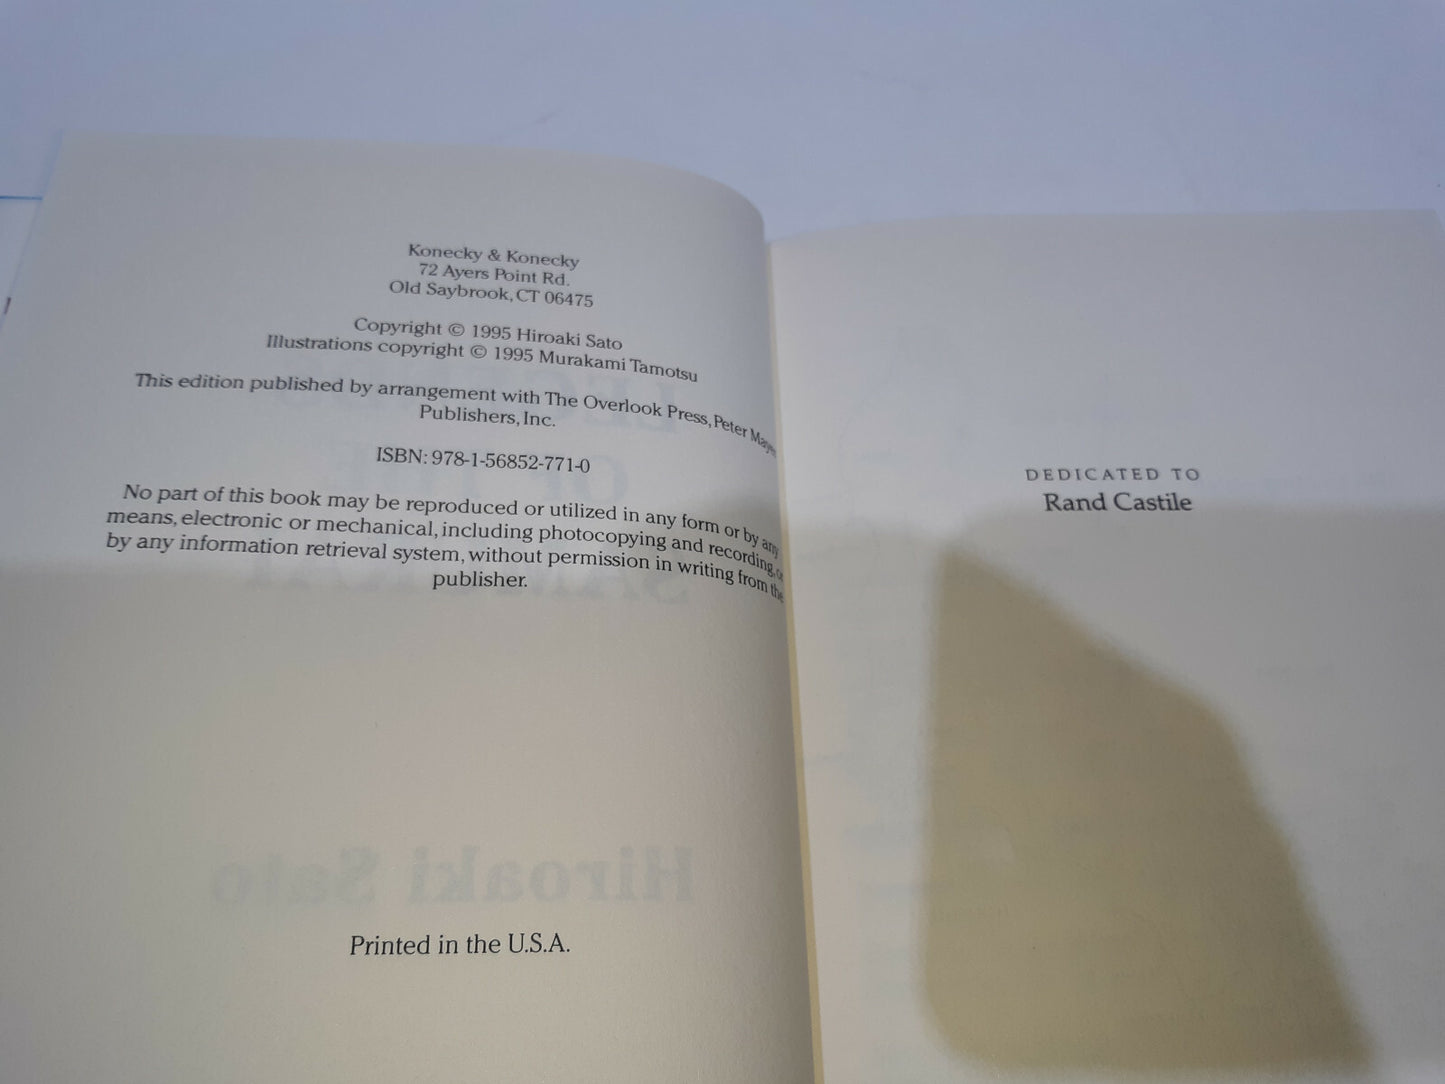 Konecky & Konecky
72 Ayers Point Rd.
Old Saybrook, CT 06475
Copyright © 1995 Hiroaki Sato
Illustrations copyright © 1995 Murakami Tamotsu
This edition published by arrangement with The Overlook Press, Peter Mayer
Publishers, Inc.
ISBN: 978-1-56852-771-0
No part of this book may be reproduced or utilized in any form or by any
means, electronic or mechanical, including photocopying and recording, or
by any information retrieval system, without permission in writing from the
publisher.
Hiroaki Sato
Printed in the U.S.A.
DEDICATED TO
Rand Castile